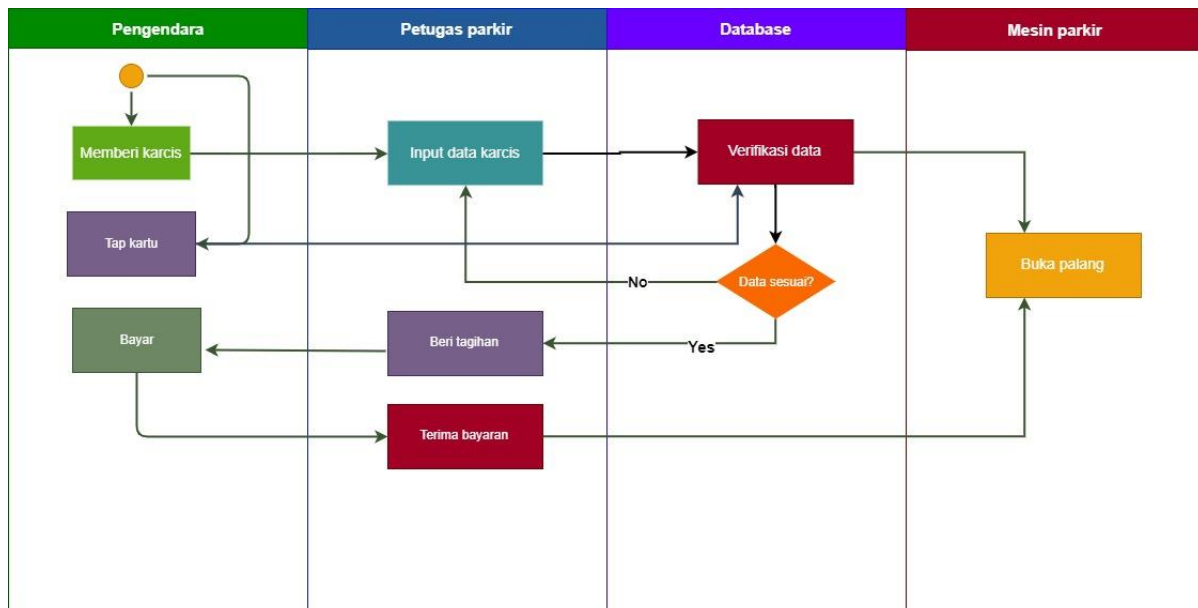 Pengendara
Petugas parkir
Database
Mesin parkir
Memberi karcis
Input data karcis
Verifikasi data
Tap kartu
Buka palang
No
Data sesuai?
Bayar
Beri tagihan
Yes
Terima bayaran